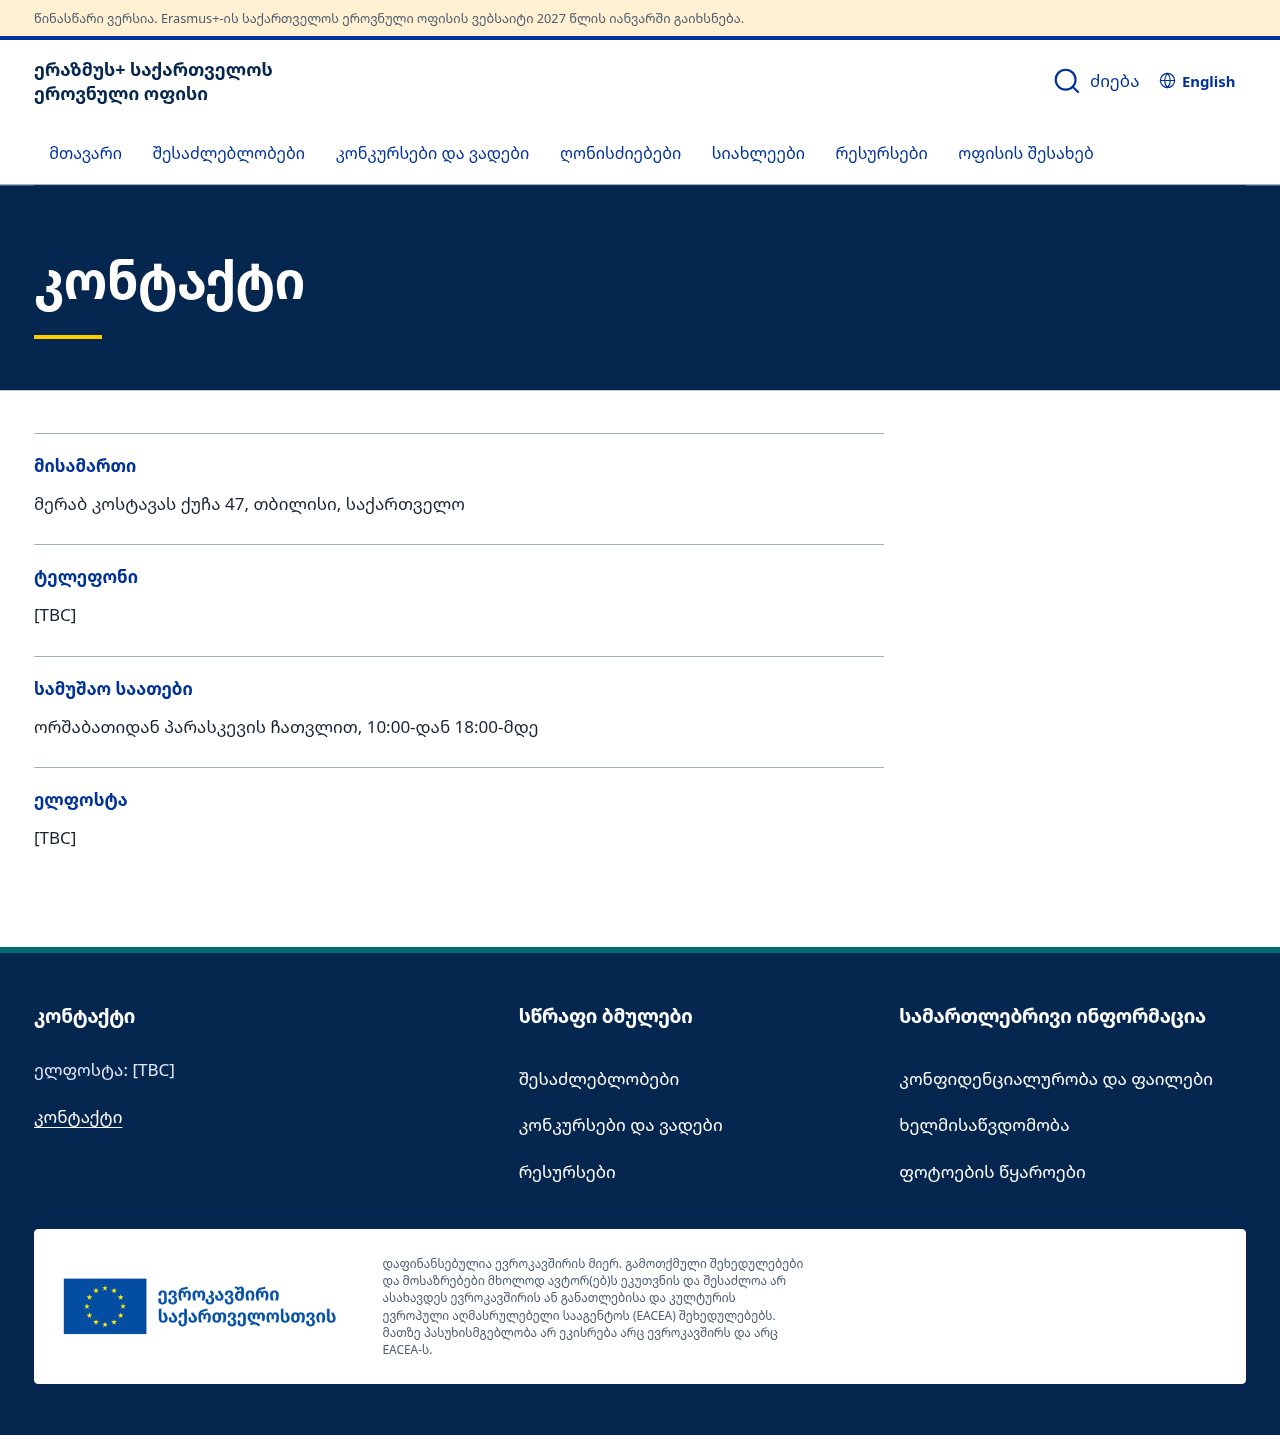 წინასწარი ვერსია. Erasmus+-ის საქართველოს ეროვნული ოფისის ვებსაიტი 2027 წლის იანვარში გაიხსნება.
ერაზმუს+ საქართველოს
ეროვნული ოფისი
ძიება
English
მთავარი
შესაძლებლობები
კონკურსები და ვადები
ღონისძიებები
სიახლეები
რესურსები
ოფისის შესახებ
კონტაქტი
მისამართი
მერაბ კოსტავას ქუჩა 47, თბილისი, საქართველო
ტელეფონი
[TBC]
სამუშაო საათები
ორშაბათიდან პარასკევის ჩათვლით, 10:00-დან 18:00-მდე
ელფოსტა
[TBC]
კონტაქტი
ელფოსტა: [TBC]
კონტაქტი
სწრაფი ბმულები
შესაძლებლობები
კონკურსები და ვადები
რესურსები
სამართლებრივი ინფორმაცია
კონფიდენციალურობა და ფაილები
ხელმისაწვდომობა
ფოტოების წყაროები
ევროკავშირი
საქართველოსთვის
დაფინანსებულია ევროკავშირის მიერ. გამოთქმული შეხედულებები
და მოსაზრებები მხოლოდ ავტორ(ებ)ს ეკუთვნის და შესაძლოა არ
ასახავდეს ევროკავშირის ან განათლებისა და კულტურის
ევროპული აღმასრულებელი სააგენტოს (EACEA) შეხედულებებს.
მათზე პასუხისმგებლობა არ ეკისრება არც ევროკავშირს და არც
EACEA-ს.